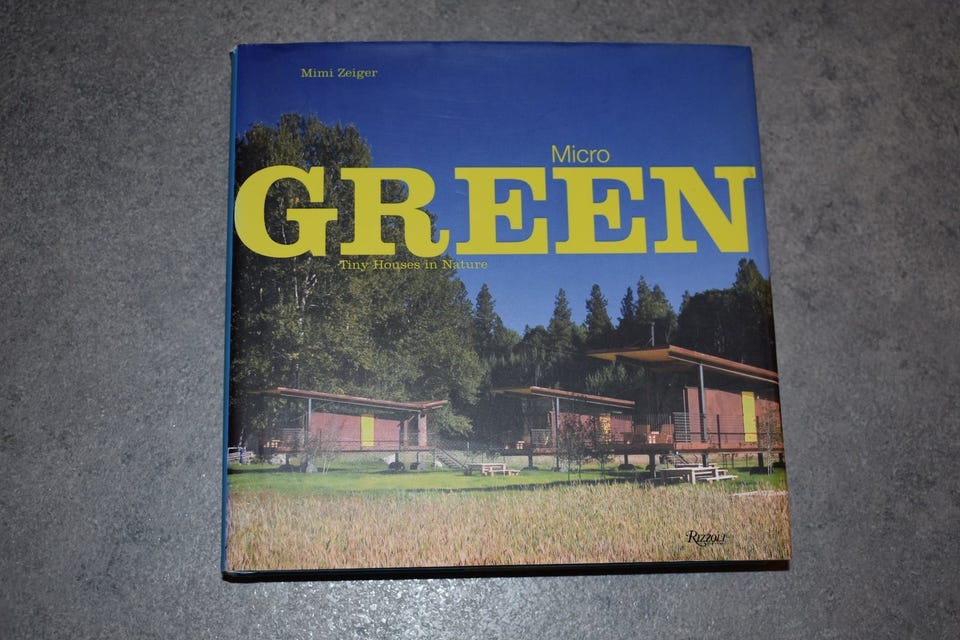 Mimi Zeiger
Micro
GREEN
Tiny Houses in Nature
RIZZOLI